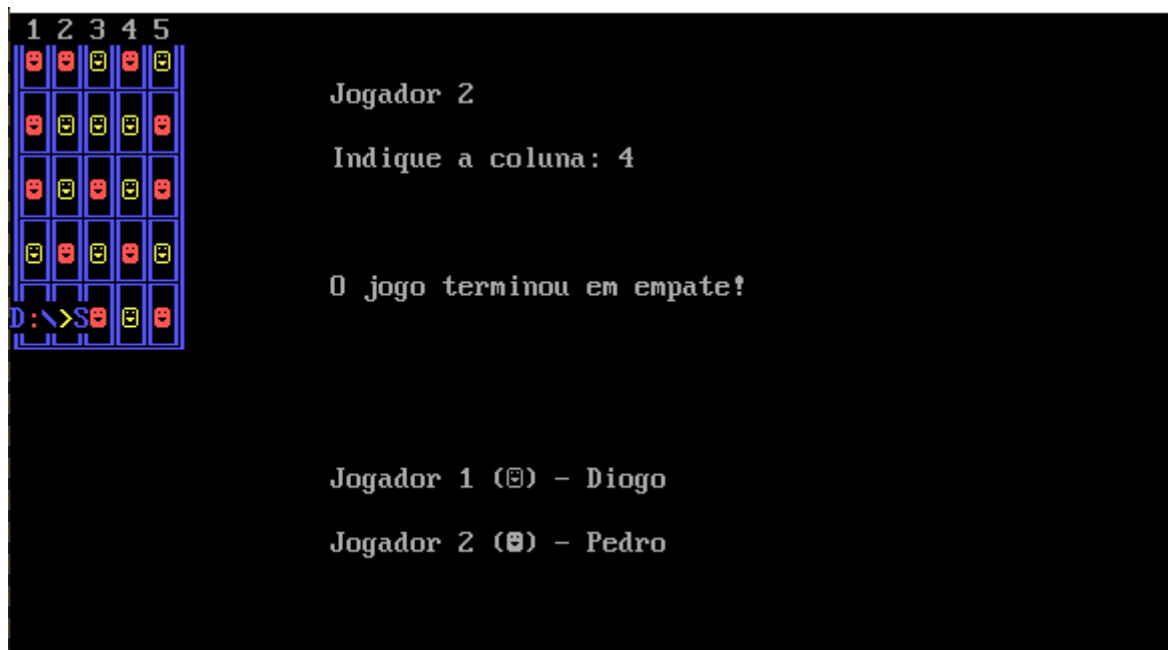 1 2 3 4 5
Jogador 2
Indique a coluna: 4
O jogo terminou em empate!
D:\>S
Jogador 1 (☺) - Diogo
Jogador 2 (☻) - Pedro